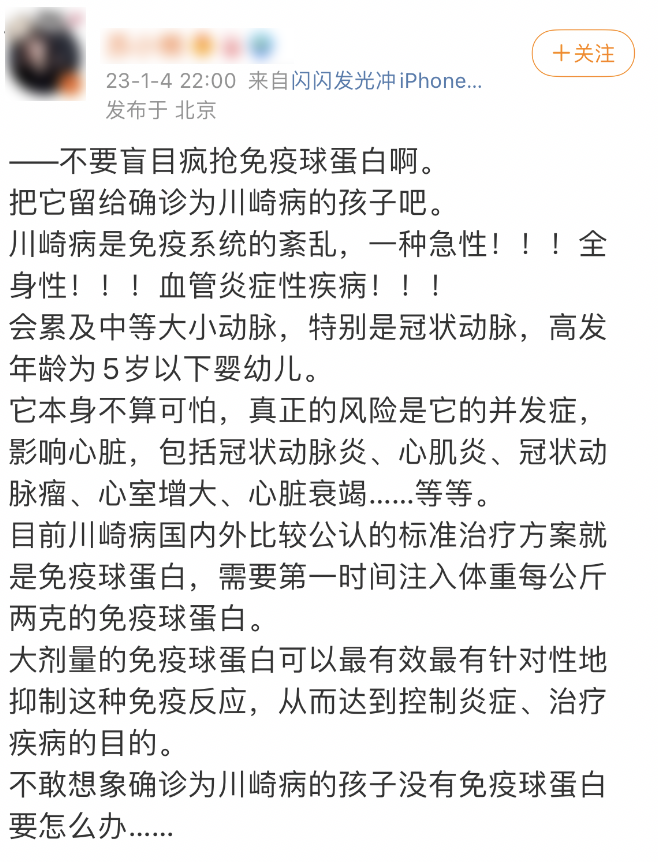 ＋关注
23-1-4 22:00 来自闪闪发光冲iPhone...
发布于 北京
——不要盲目疯抢免疫球蛋白啊。
把它留给确诊为川崎病的孩子吧。
川崎病是免疫系统的紊乱，一种急性！！！全
身性！！！血管炎症性疾病！！！
会累及中等大小动脉，特别是冠状动脉，高发
年龄为5岁以下婴幼儿。
它本身不算可怕，真正的风险是它的并发症，
影响心脏，包括冠状动脉炎、心肌炎、冠状动
脉瘤、心室增大、心脏衰竭......等等。
目前川崎病国内外比较公认的标准治疗方案就
是免疫球蛋白，需要第一时间注入体重每公斤
两克的免疫球蛋白。
大剂量的免疫球蛋白可以最有效最有针对性地
抑制这种免疫反应，从而达到控制炎症、治疗
疾病的目的。
不敢想象确诊为川崎病的孩子没有免疫球蛋白
要怎么办......